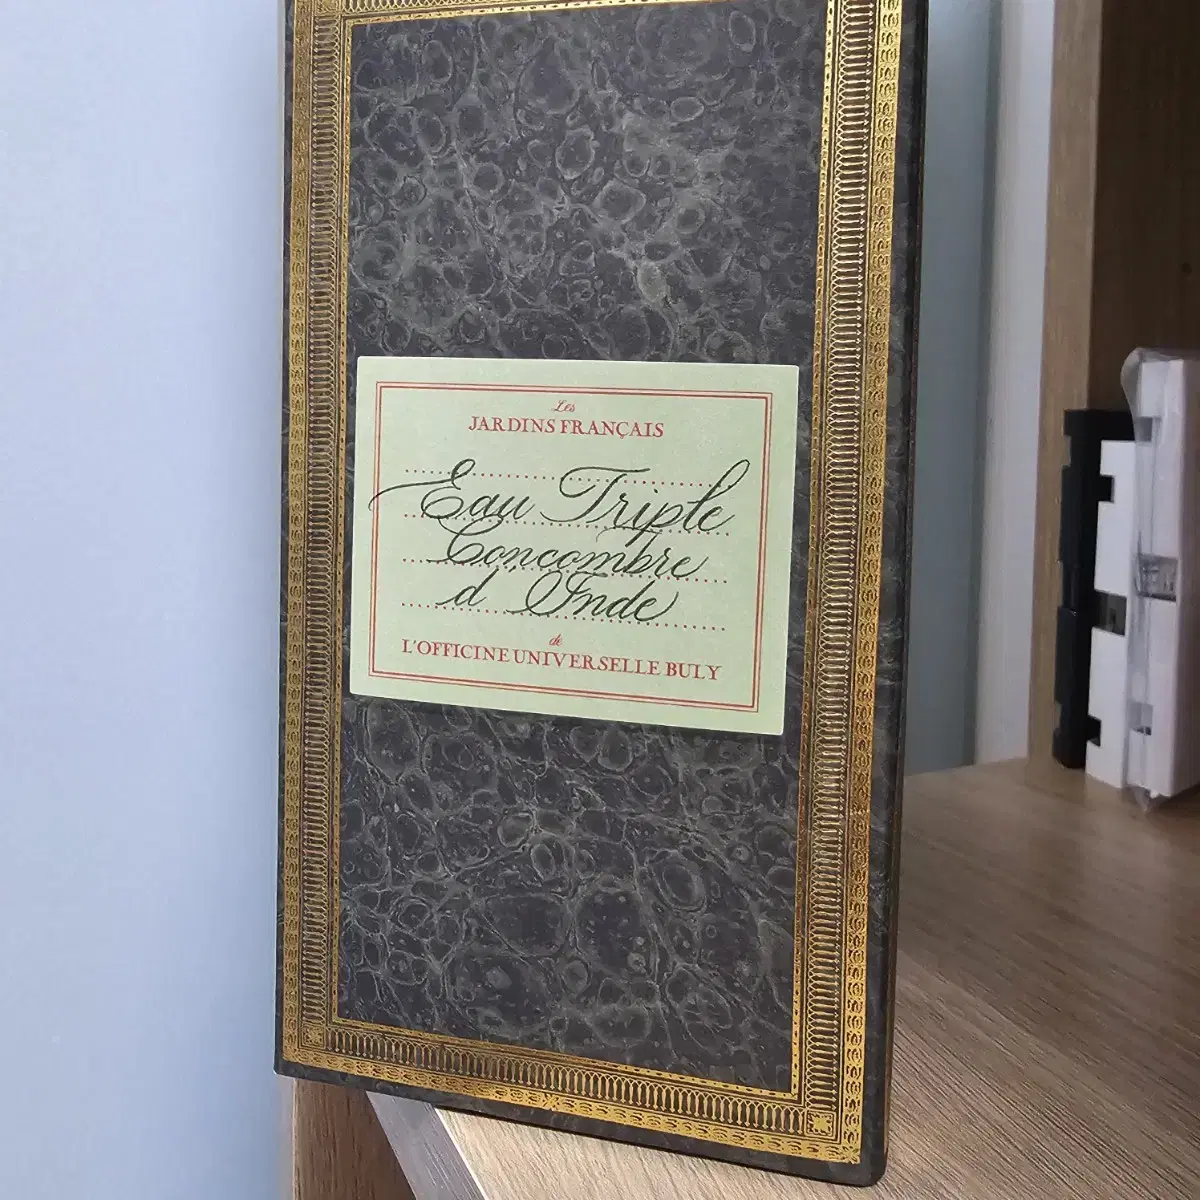 Les
JARDINS FRANÇAIS
Eau Triple
Concombre
d'Inde
de
L'OFFICINE UNIVERSELLE BULY